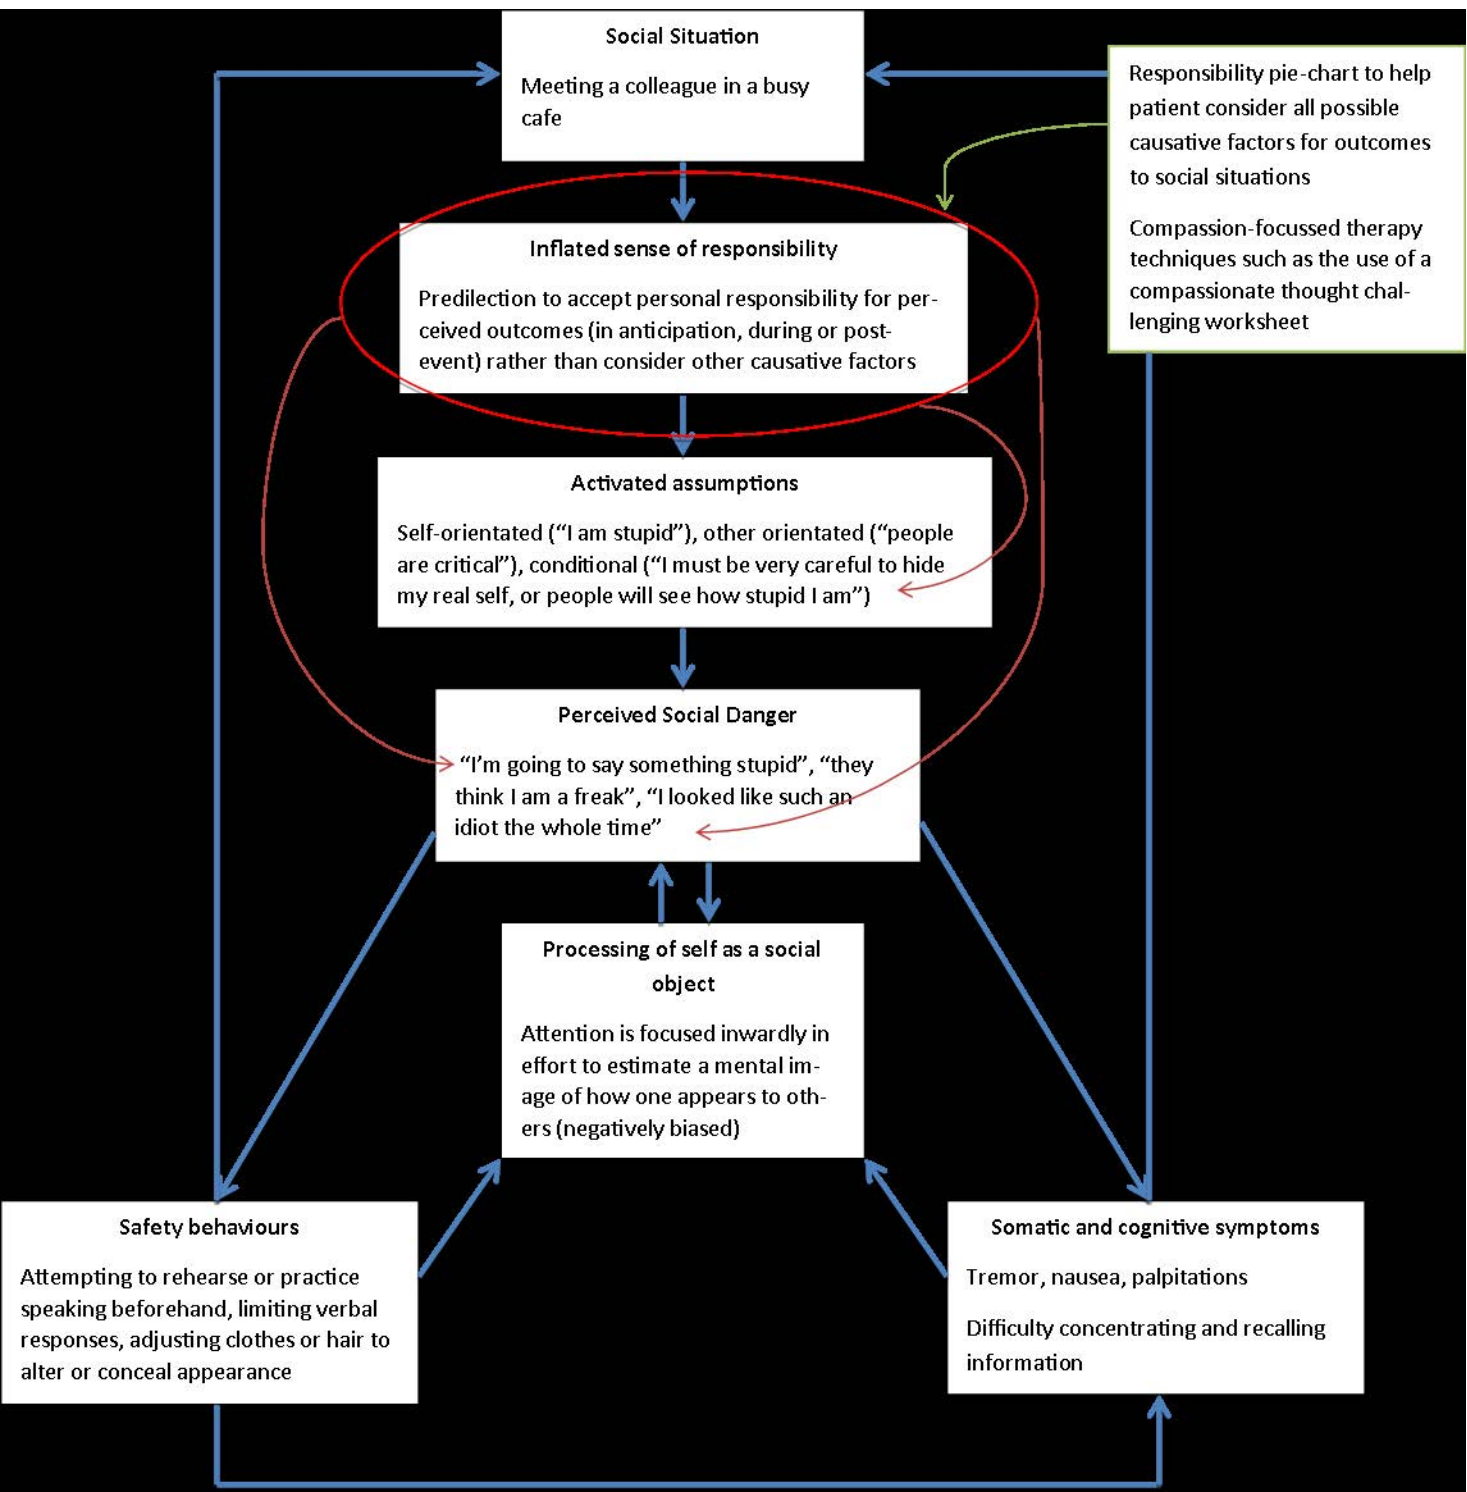 Social Situation
Meeting a colleague in a busy
cafe
Responsibility pie-chart to help
patient consider all possible
causative factors for outcomes
to social situations
Compassion-focussed therapy
techniques such as the use of a
compassionate thought chal-
lenging worksheet
Inflated sense of responsibility
Predilection to accept personal responsibility for per-
ceived outcomes (in anticipation, during or post-
event) rather than consider other causative factors
Activated assumptions
Self-orientated (“I am stupid”), other orientated (“people
are critical”), conditional (“I must be very careful to hide
my real self, or people will see how stupid I am”)
Perceived Social Danger
“I’m going to say something stupid”, “they
think I am a freak”, “I looked like such an
idiot the whole time”
Processing of self as a social
object
Attention is focused inwardly in
effort to estimate a mental im-
age of how one appears to oth-
ers (negatively biased)
Safety behaviours
Attempting to rehearse or practice
speaking beforehand, limiting verbal
responses, adjusting clothes or hair to
alter or conceal appearance
Somatic and cognitive symptoms
Tremor, nausea, palpitations
Difficulty concentrating and recalling
information